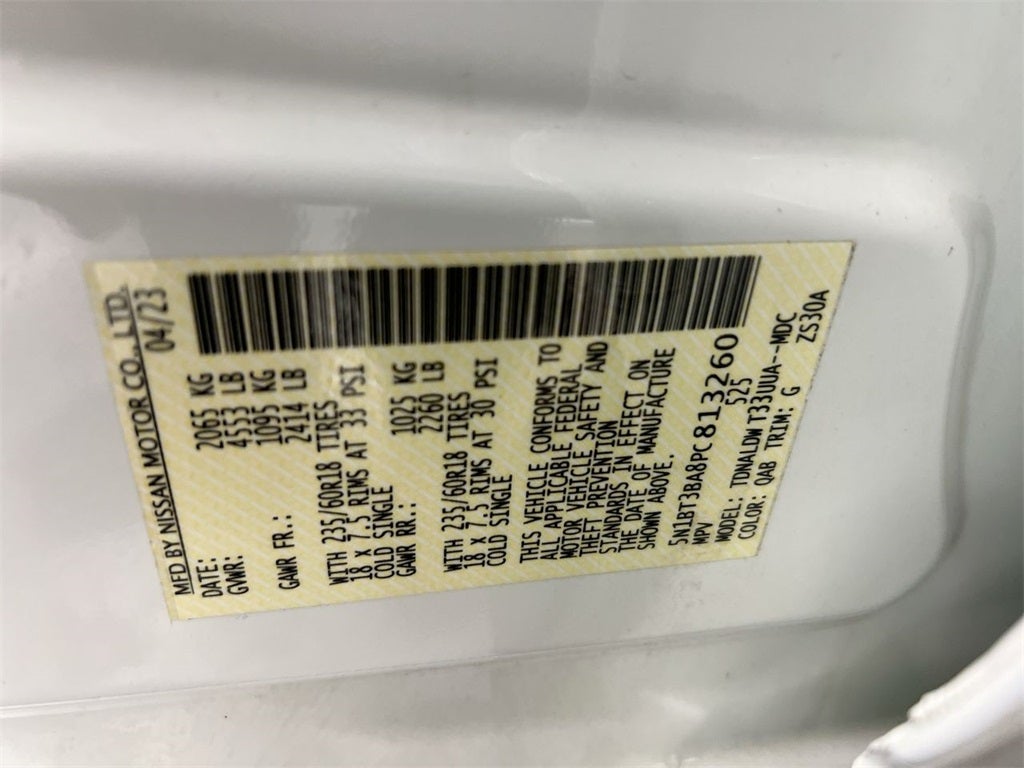 MFD BY NISSAN MOTOR CO., LTD.
DATE: 04/23
GVWR: 2065 KG
4553 LB
GAWR FR.: 1095 KG
2414 LB
WITH 235/60R18 TIRES
18 X 7.5 RIMS AT 33 PSI
COLD SINGLE
GAWR RR.: 1025 KG
2260 LB
WITH 235/60R18 TIRES
18 X 7.5 RIMS AT 30 PSI
COLD SINGLE
THIS VEHICLE CONFORMS TO
ALL APPLICABLE FEDERAL
MOTOR VEHICLE SAFETY AND
THEFT PREVENTION
STANDARDS IN EFFECT ON
THE DATE OF MANUFACTURE
SHOWN ABOVE.
5N1BT3BA8PC813260
MPV 525
MODEL: TDNALDW T33UUA--MDC
COLOR: QAB TRIM: G ZS30A